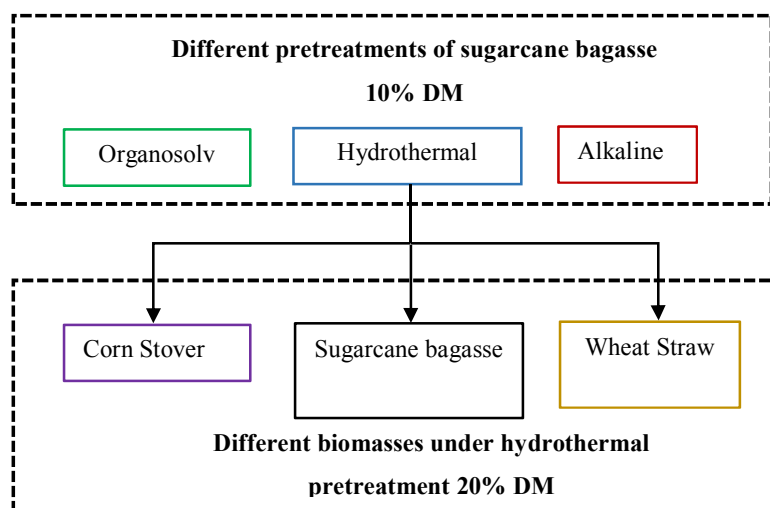 Different pretreatments of sugarcane bagasse
10% DM
Organosolv
Hydrothermal
Alkaline
Corn Stover
Sugarcane bagasse
Wheat Straw
Different biomasses under hydrothermal
pretreatment 20% DM